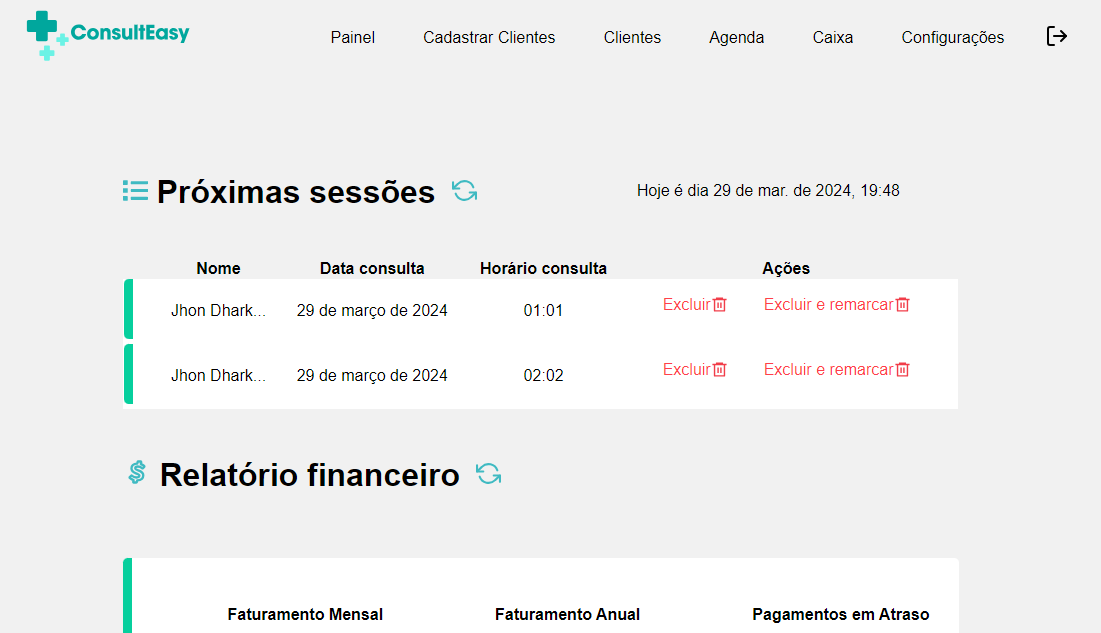 ConsultEasy
Painel Cadastrar Clientes Clientes Agenda Caixa Configurações
Próximas sessões Hoje é dia 29 de mar. de 2024, 19:48
Nome Data consulta Horário consulta Ações
Jhon Dhark... 29 de março de 2024 01:01 Excluir Excluir e remarcar
Jhon Dhark... 29 de março de 2024 02:02 Excluir Excluir e remarcar
Relatório financeiro
Faturamento Mensal Faturamento Anual Pagamentos em Atraso